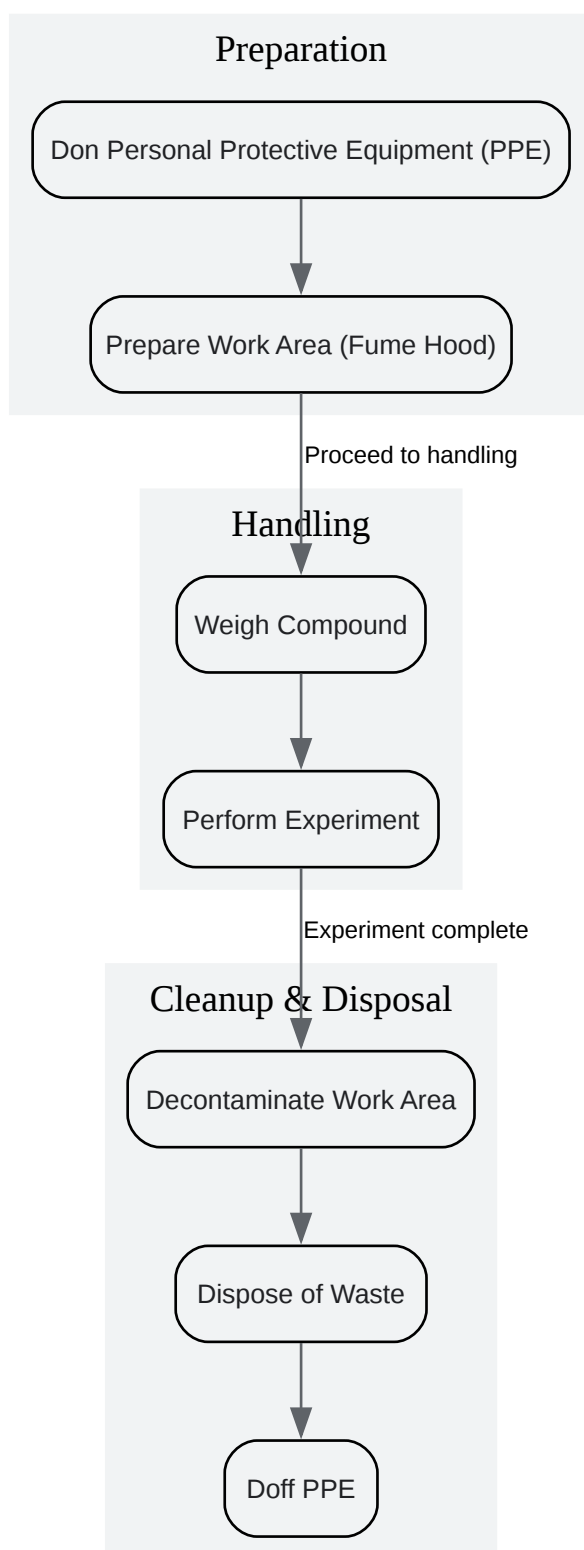 Preparation
Don Personal Protective Equipment (PPE)
Prepare Work Area (Fume Hood)
Proceed to handling
Handling
Weigh Compound
Perform Experiment
Experiment complete
Cleanup & Disposal
Decontaminate Work Area
Dispose of Waste
Doff PPE